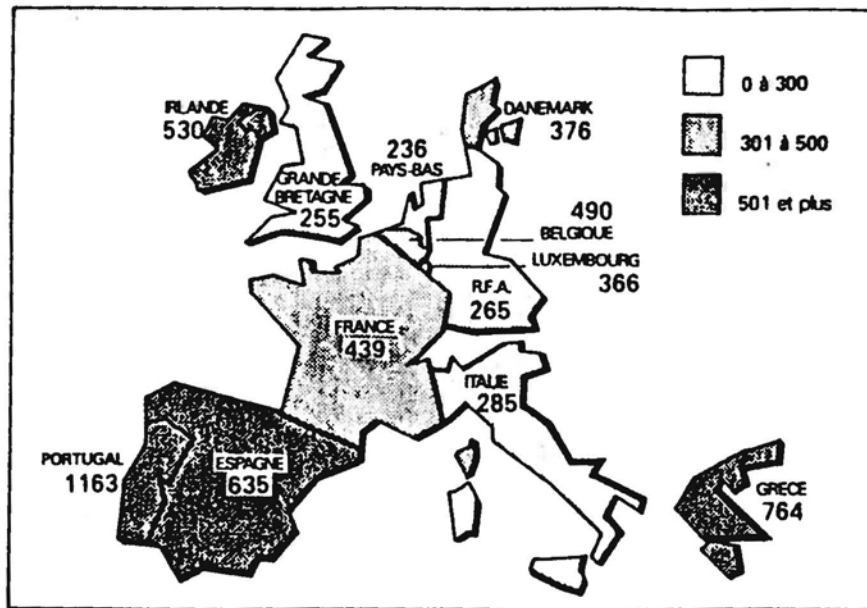 IRLANDE
530
GRANDE
BRETAGNE
255
236
PAYS-BAS
DANEMARK
376
490
BELGIQUE
LUXEMBOURG
366
R.F.A.
265
FRANCE
439
ITALIE
285
PORTUGAL
1163
ESPAGNE
635
GRECE
764
0 à 300
301 à 500
501 et plus